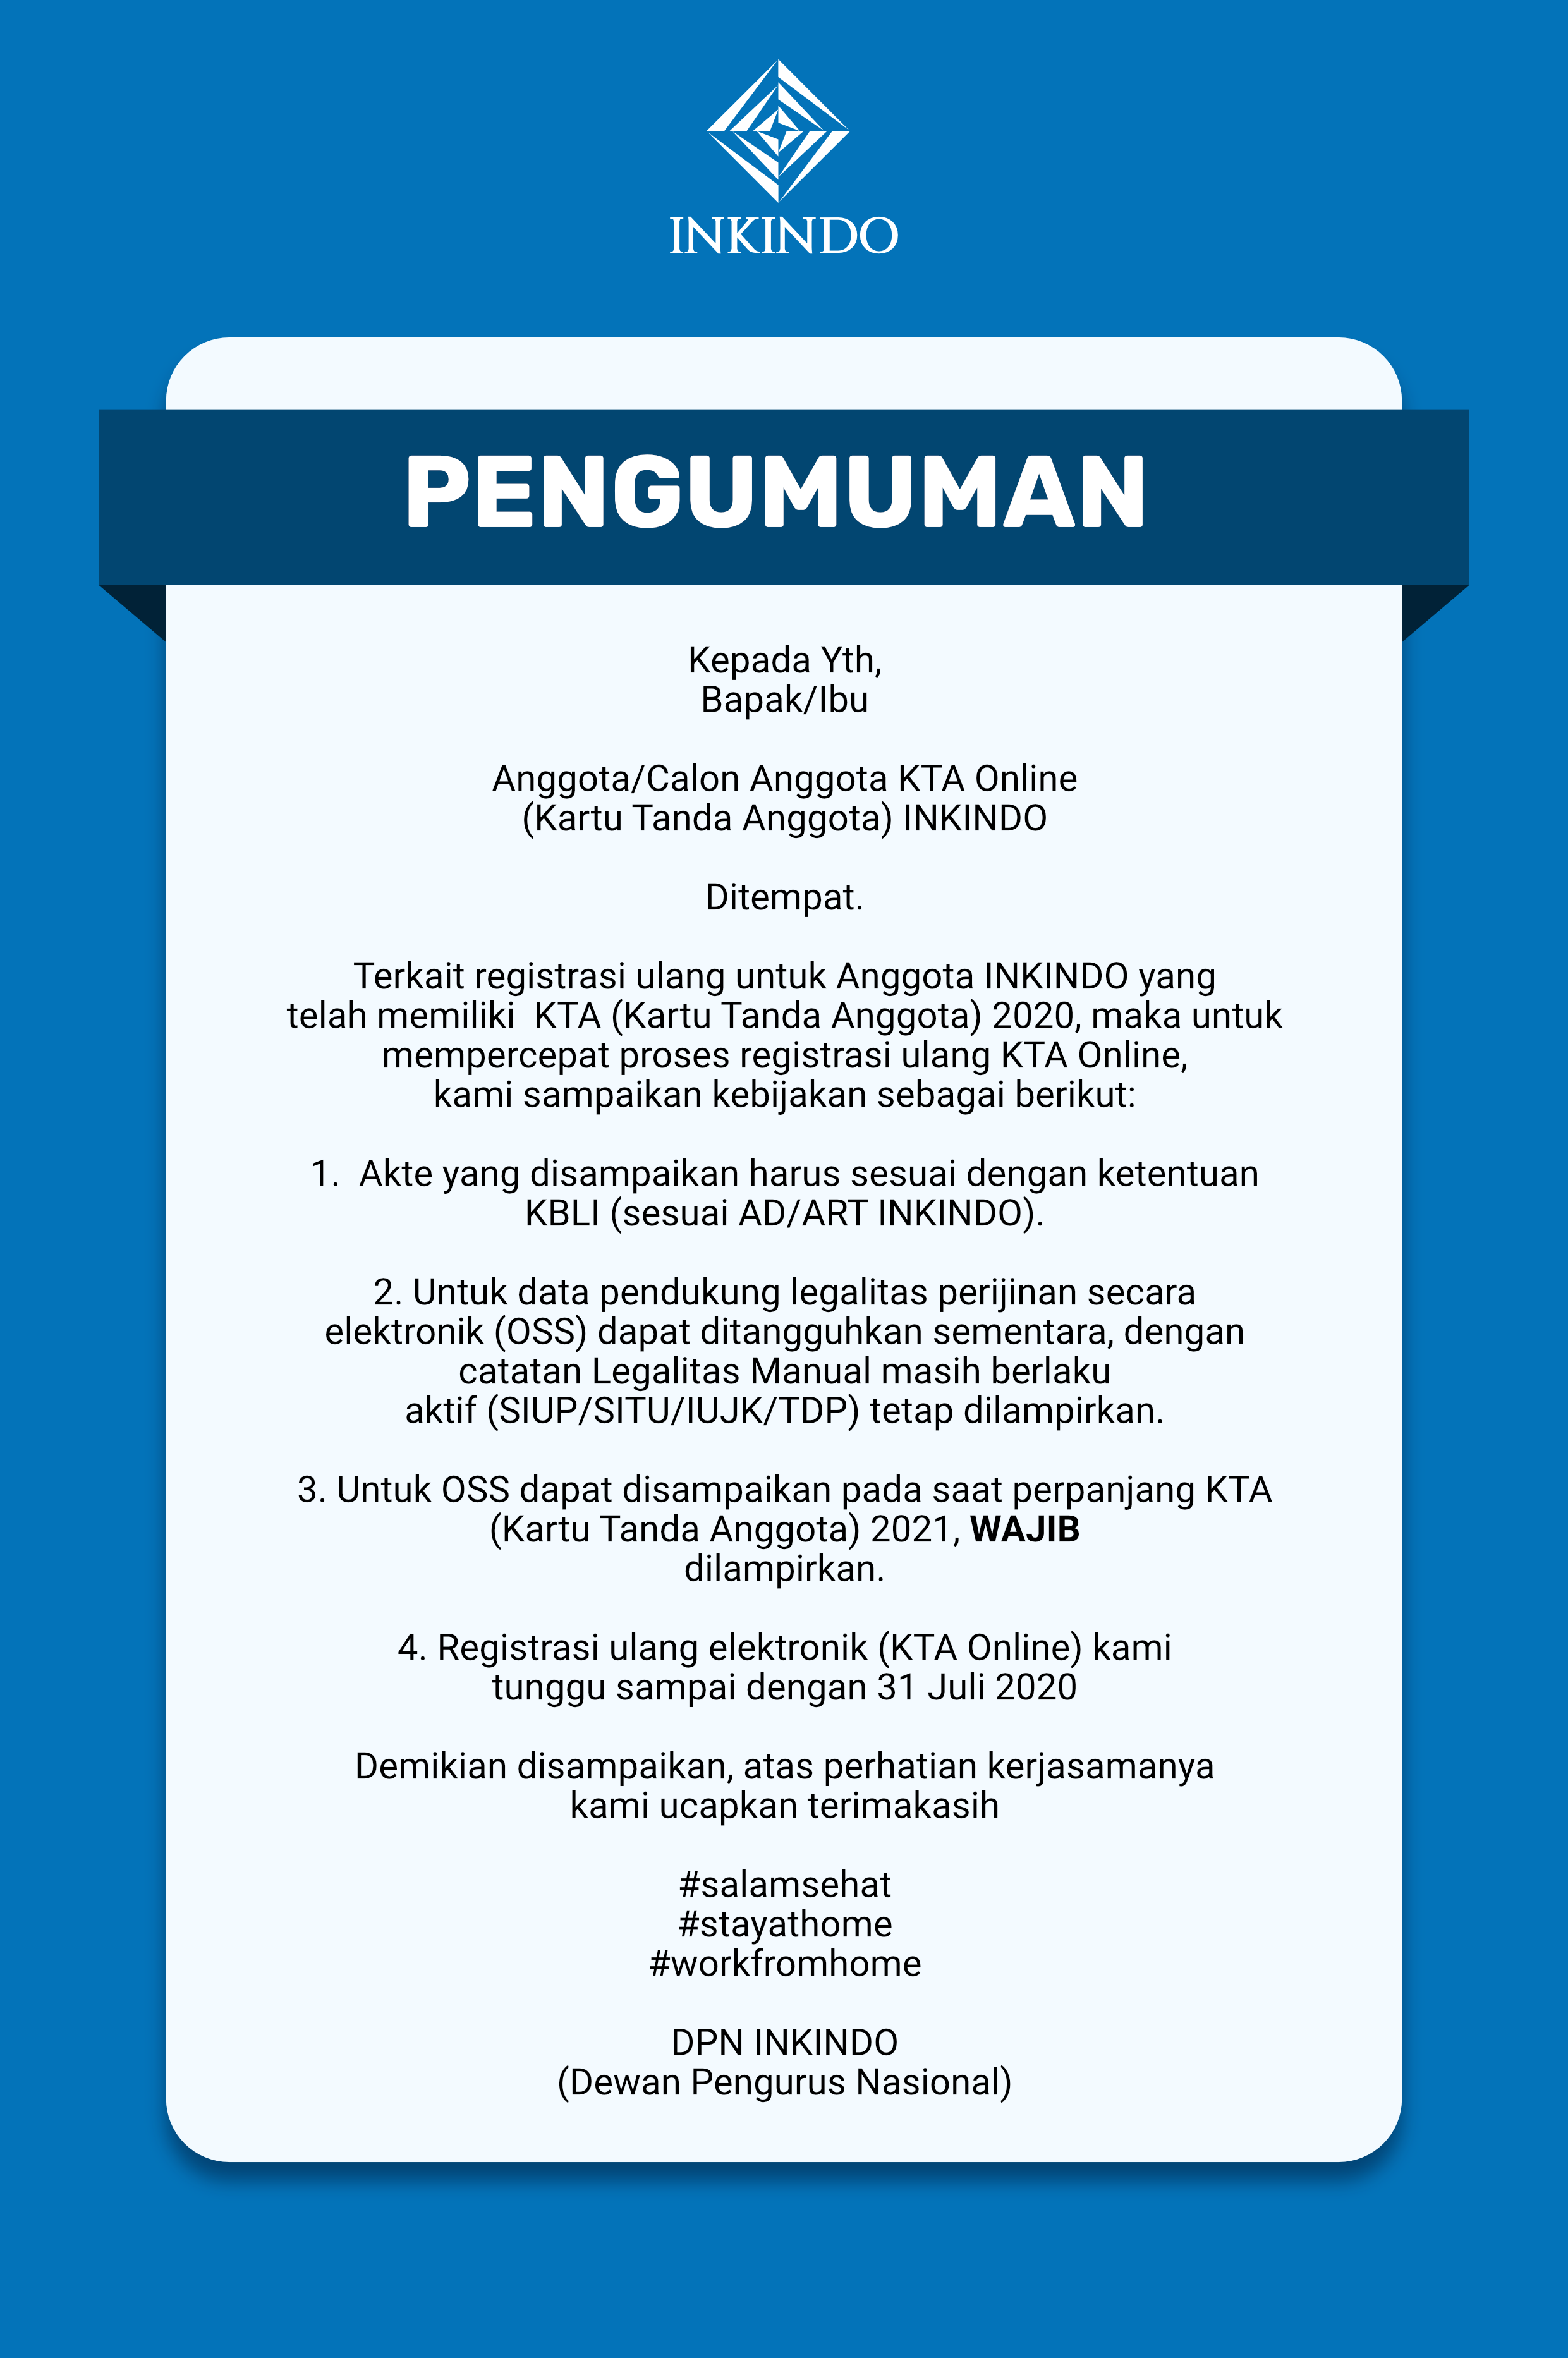 INKINDO
PENGUMUMAN
Kepada Yth,
Bapak/Ibu
Anggota/Calon Anggota KTA Online
(Kartu Tanda Anggota) INKINDO
Ditempat.
Terkait registrasi ulang untuk Anggota INKINDO yang
telah memiliki  KTA (Kartu Tanda Anggota) 2020, maka untuk
mempercepat proses registrasi ulang KTA Online,
kami sampaikan kebijakan sebagai berikut:
1.  Akte yang disampaikan harus sesuai dengan ketentuan
KBLI (sesuai AD/ART INKINDO).
2. Untuk data pendukung legalitas perijinan secara
elektronik (OSS) dapat ditangguhkan sementara, dengan
catatan Legalitas Manual masih berlaku
aktif (SIUP/SITU/IUJK/TDP) tetap dilampirkan.
3. Untuk OSS dapat disampaikan pada saat perpanjang KTA
(Kartu Tanda Anggota) 2021, WAJIB
dilampirkan.
4. Registrasi ulang elektronik (KTA Online) kami
tunggu sampai dengan 31 Juli 2020
Demikian disampaikan, atas perhatian kerjasamanya
kami ucapkan terimakasih
#salamsehat
#stayathome
#workfromhome
DPN INKINDO
(Dewan Pengurus Nasional)